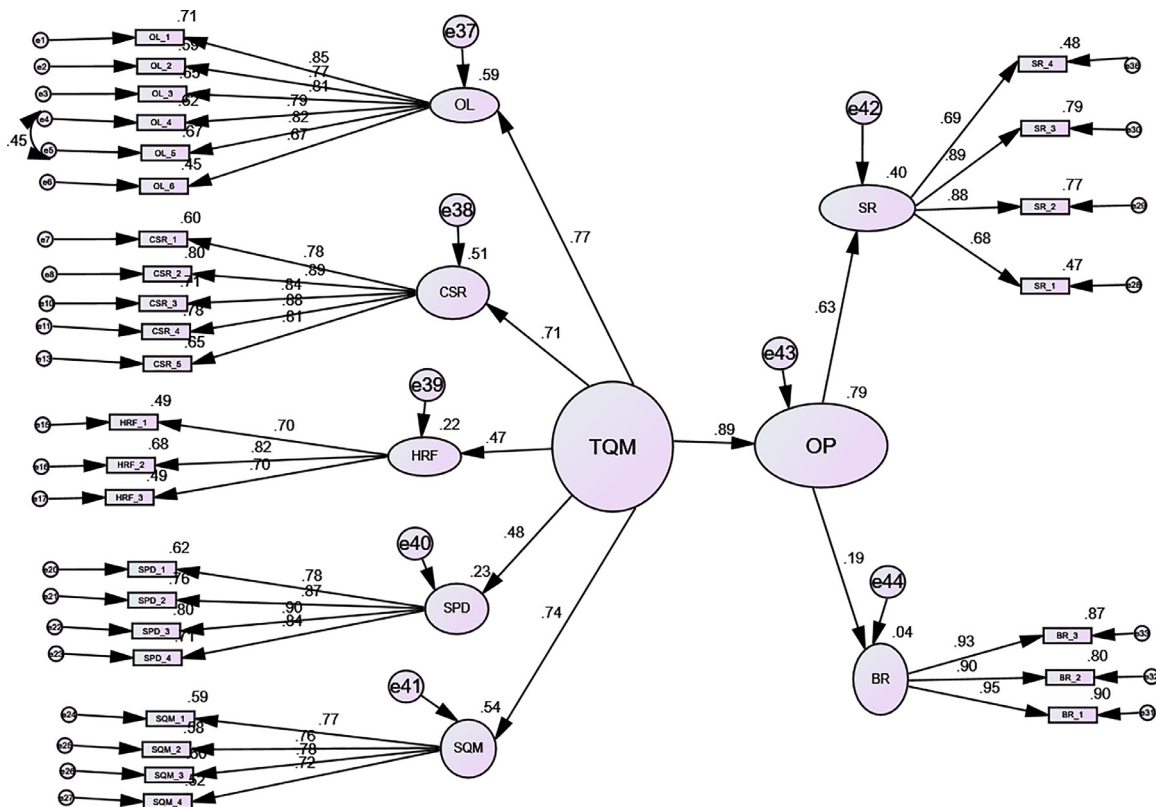 .71
e1
OL_1
.59
e2
OL_2
.65
e3
OL_3
.62
e4
OL_4
.67
e5
OL_5
.45
e6
OL_6
.45
.85
.77
.81
.79
.82
.67
e37
.59
OL
.60
e7
CSR_1
.80
e8
CSR_2
.71
e10
CSR_3
.78
e11
CSR_4
.65
e13
CSR_5
.78
.89
.84
.88
.81
e38
.51
CSR
.49
e15
HRF_1
.68
e16
HRF_2
.49
e17
HRF_3
.70
.82
.70
e39
.22
HRF
.62
e20
SPD_1
.76
e21
SPD_2
.80
e22
SPD_3
.71
e23
SPD_4
.78
.87
.90
.84
e40
.23
SPD
.59
e24
SQM_1
.58
e25
SQM_2
.60
e26
SQM_3
.52
e27
SQM_4
.77
.76
.78
.72
e41
.54
SQM
.77
.71
.47
.48
.74
TQM
.89
e43
.79
OP
.63
.19
e42
.40
SR
.69
.89
.88
.68
.48
SR_4
.79
SR_3
e30
.77
SR_2
e29
.47
SR_1
e28
e44
.04
BR
.93
.90
.95
.87
BR_3
e33
.80
BR_2
e32
.90
BR_1
e31